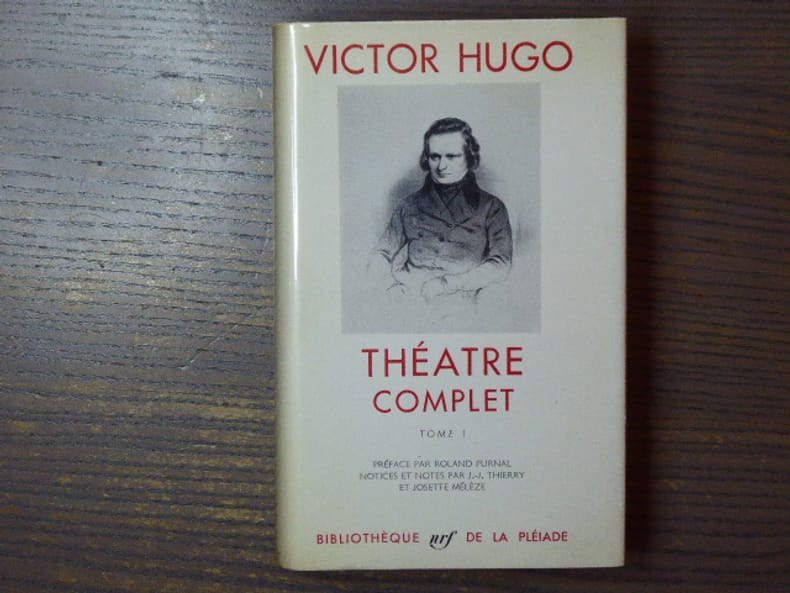 VICTOR HUGO
THÉATRE
COMPLET
TOME I
PRÉFACE PAR ROLAND PURNAL
NOTICES ET NOTES PAR J.-J. THIERRY
ET JOSETTE MÉLÈZE
BIBLIOTHÈQUE nrf DE LA PLÉIADE